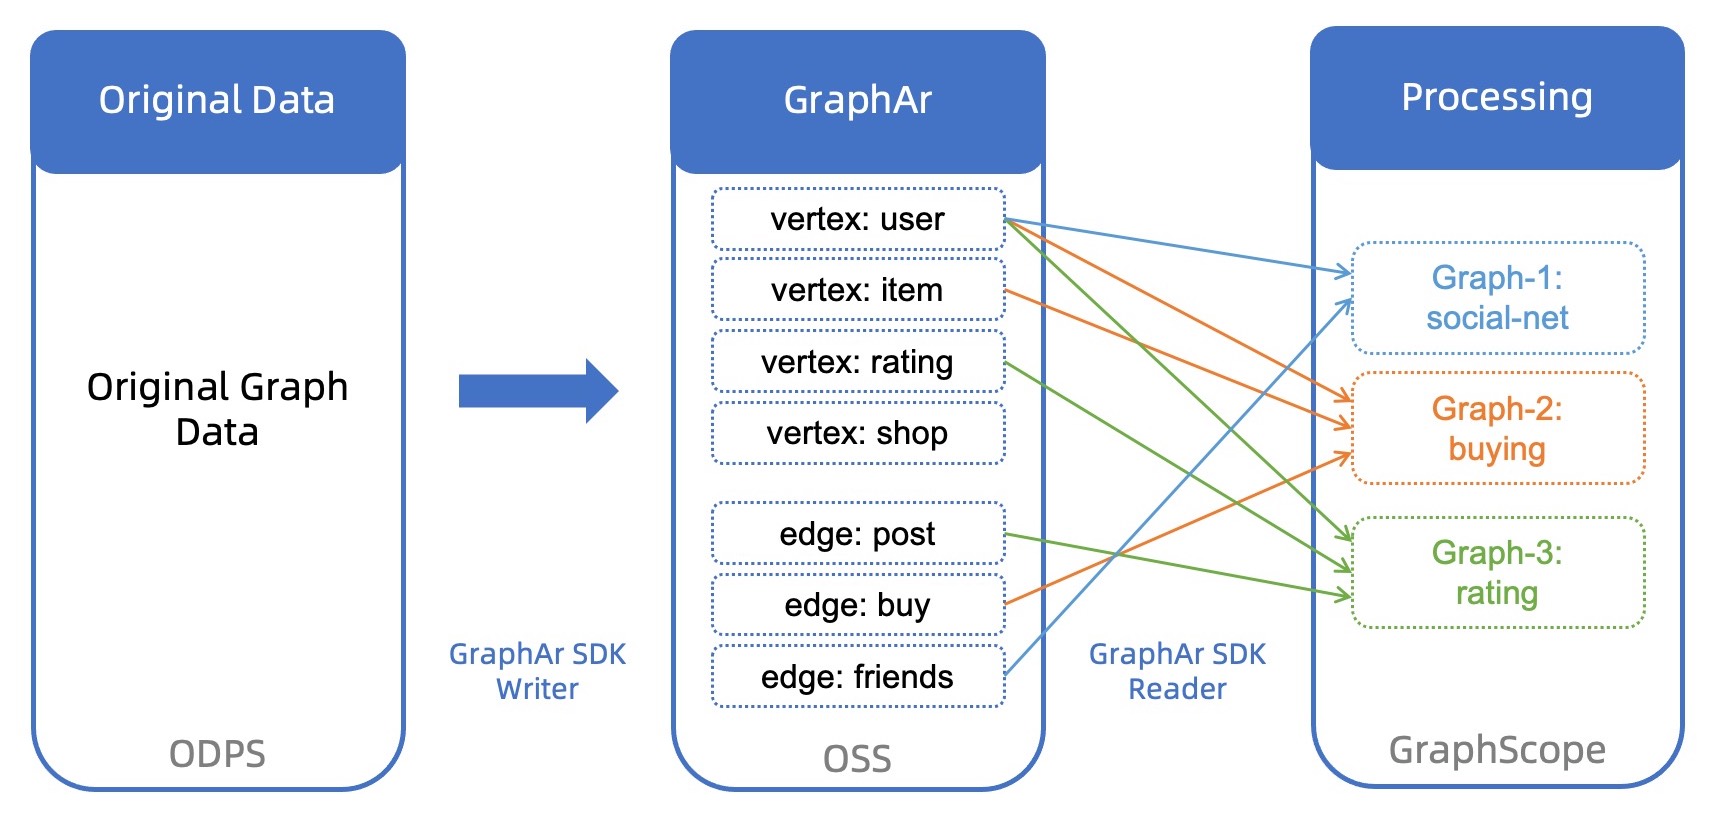 Original Data
Original Graph
Data
ODPS
GraphAr SDK
Writer
GraphAr
vertex: user
vertex: item
vertex: rating
vertex: shop
edge: post
edge: buy
edge: friends
OSS
GraphAr SDK
Reader
Processing
Graph-1:
social-net
Graph-2:
buying
Graph-3:
rating
GraphScope